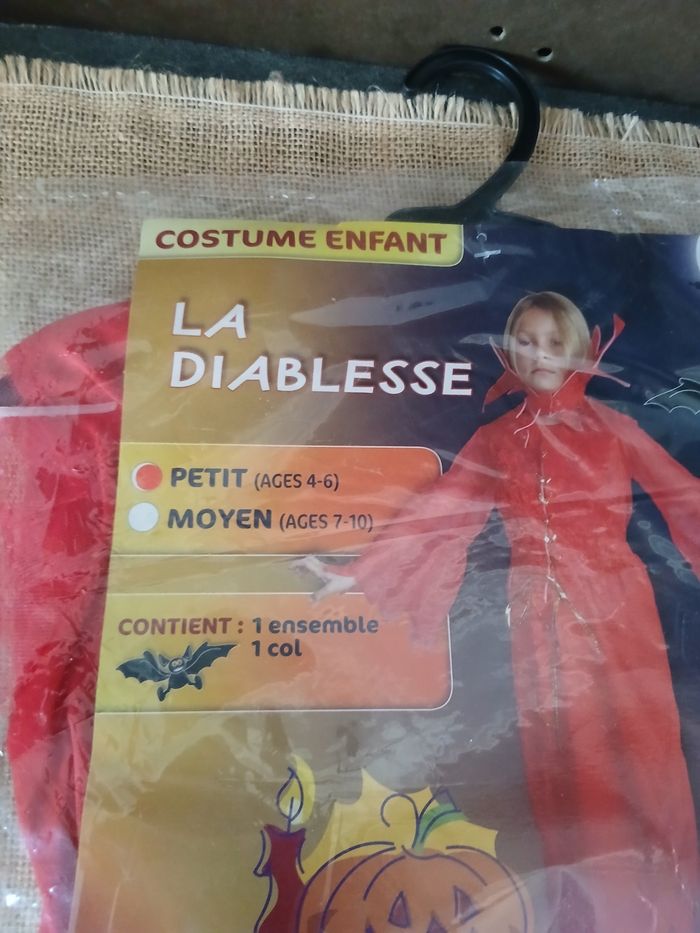 COSTUME ENFANT
LA
DIABLESSE
PETIT (AGES 4-6)
MOYEN (AGES 7-10)
CONTIENT : 1 ensemble
1 col